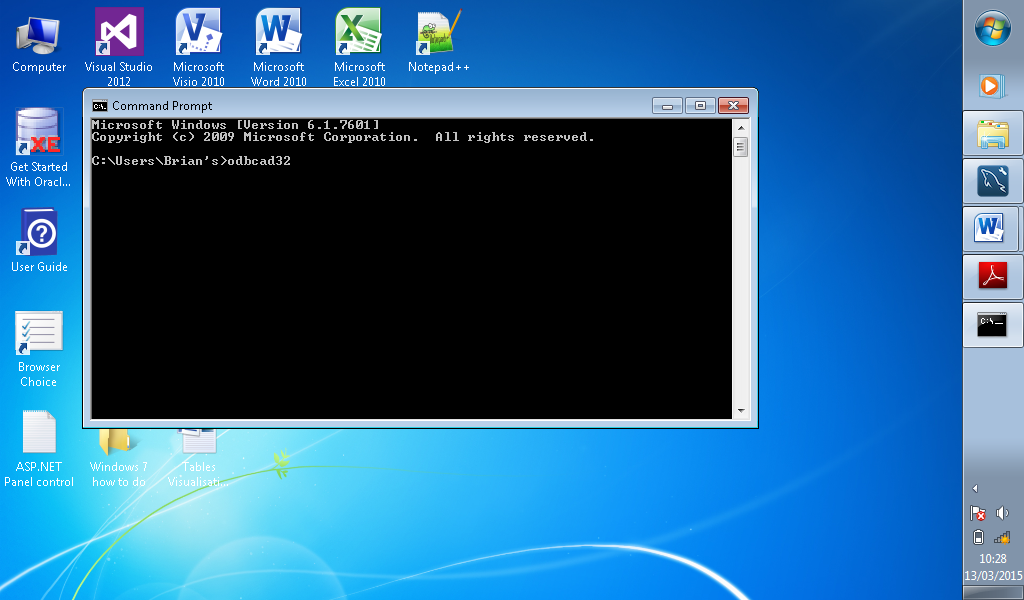 Computer
Visual Studio
2012
Microsoft
Visio 2010
Microsoft
Word 2010
Microsoft
Excel 2010
Notepad++
Command Prompt
Microsoft Windows [Version 6.1.7601]
Copyright (c) 2009 Microsoft Corporation.  All rights reserved.
C:\Users\Brian's>odbcad32
XE
Get Started
With Oracl...
User Guide
Browser
Choice
ASP.NET
Panel control
Windows 7
how to do
Tables
Visualisati...
10:28
13/03/2015